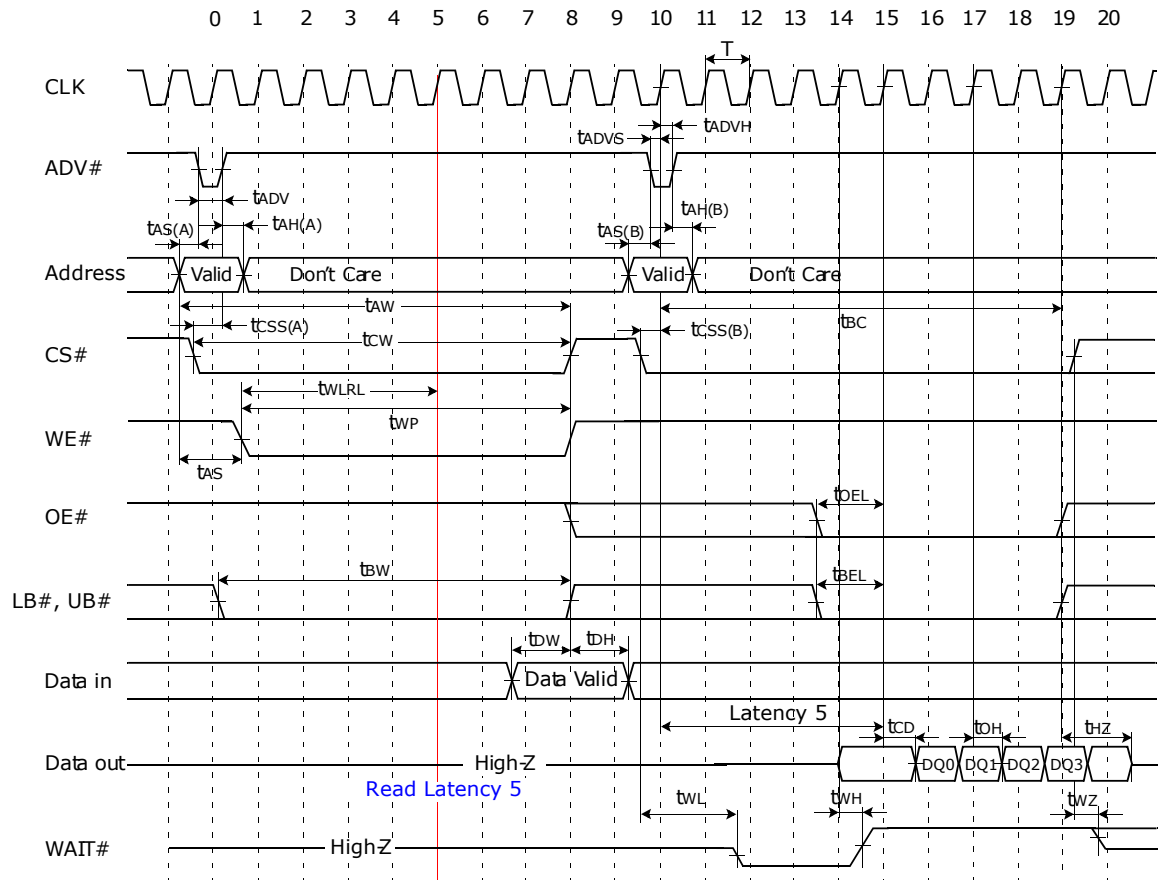 0 1 2 3 4 5 6 7 8 9 10 11 12 13 14 15 16 17 18 19 20
T
CLK
tADVH
tADVS
ADV#
tADV
tAH(B)
tAS(A) tAH(A) tAS(B)
Address Valid Don't Care Valid Don't Care
tAW
tCSS(A) tCSS(B) tBC
CS# tCW
tWLRL
tWP
WE#
tAS
OE# tOEL
tBW tBEL
LB#, UB#
tDW tDH
Data in Data Valid
Latency 5
tCD tOH tHZ
Data out High-Z DQ0 DQ1 DQ2 DQ3
Read Latency 5
tWL tWH tWZ
WAIT# High-Z